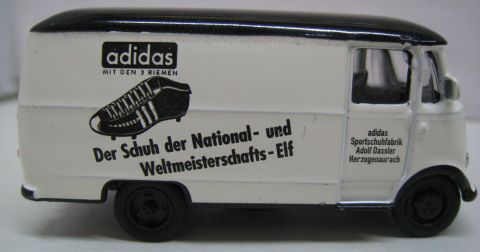 adidas
MIT DEN 3 RIEMEN
Der Schuh der National- und
Weltmeisterschafts-Elf
adidas
Sportschuhfabrik
Adolf Dassler
Herzogenaurach